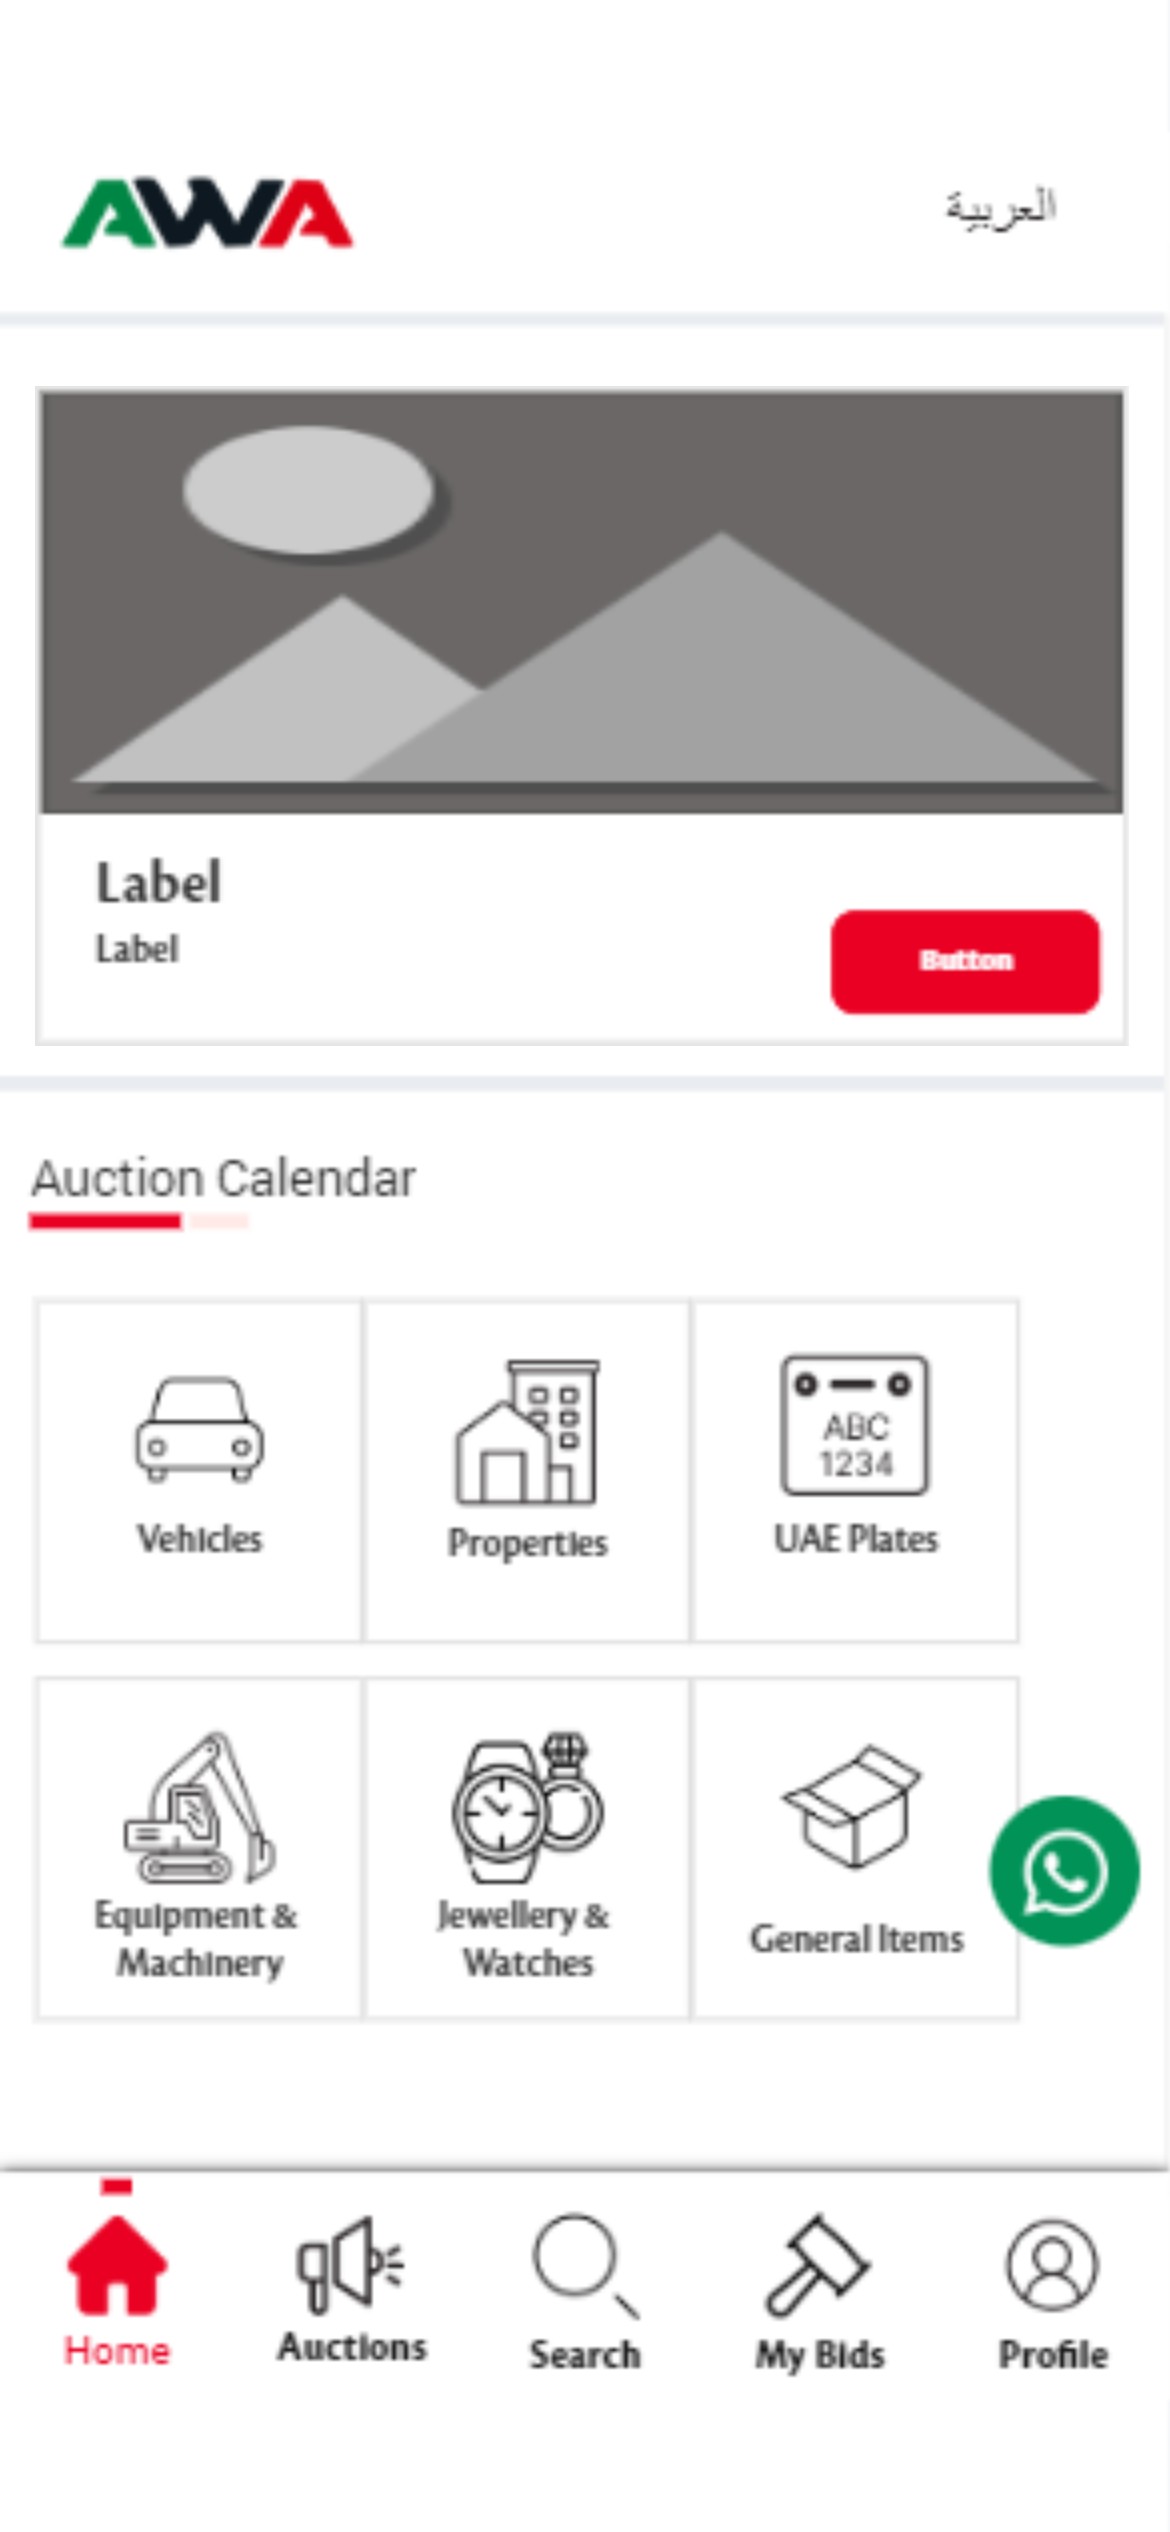 AWA
العربية
Label
Label
Button
Auction Calendar
Vehicles
Properties
ABC
1234
UAE Plates
Equipment &
Machinery
Jewellery &
Watches
General Items
Home
Auctions
Search
My Bids
Profile